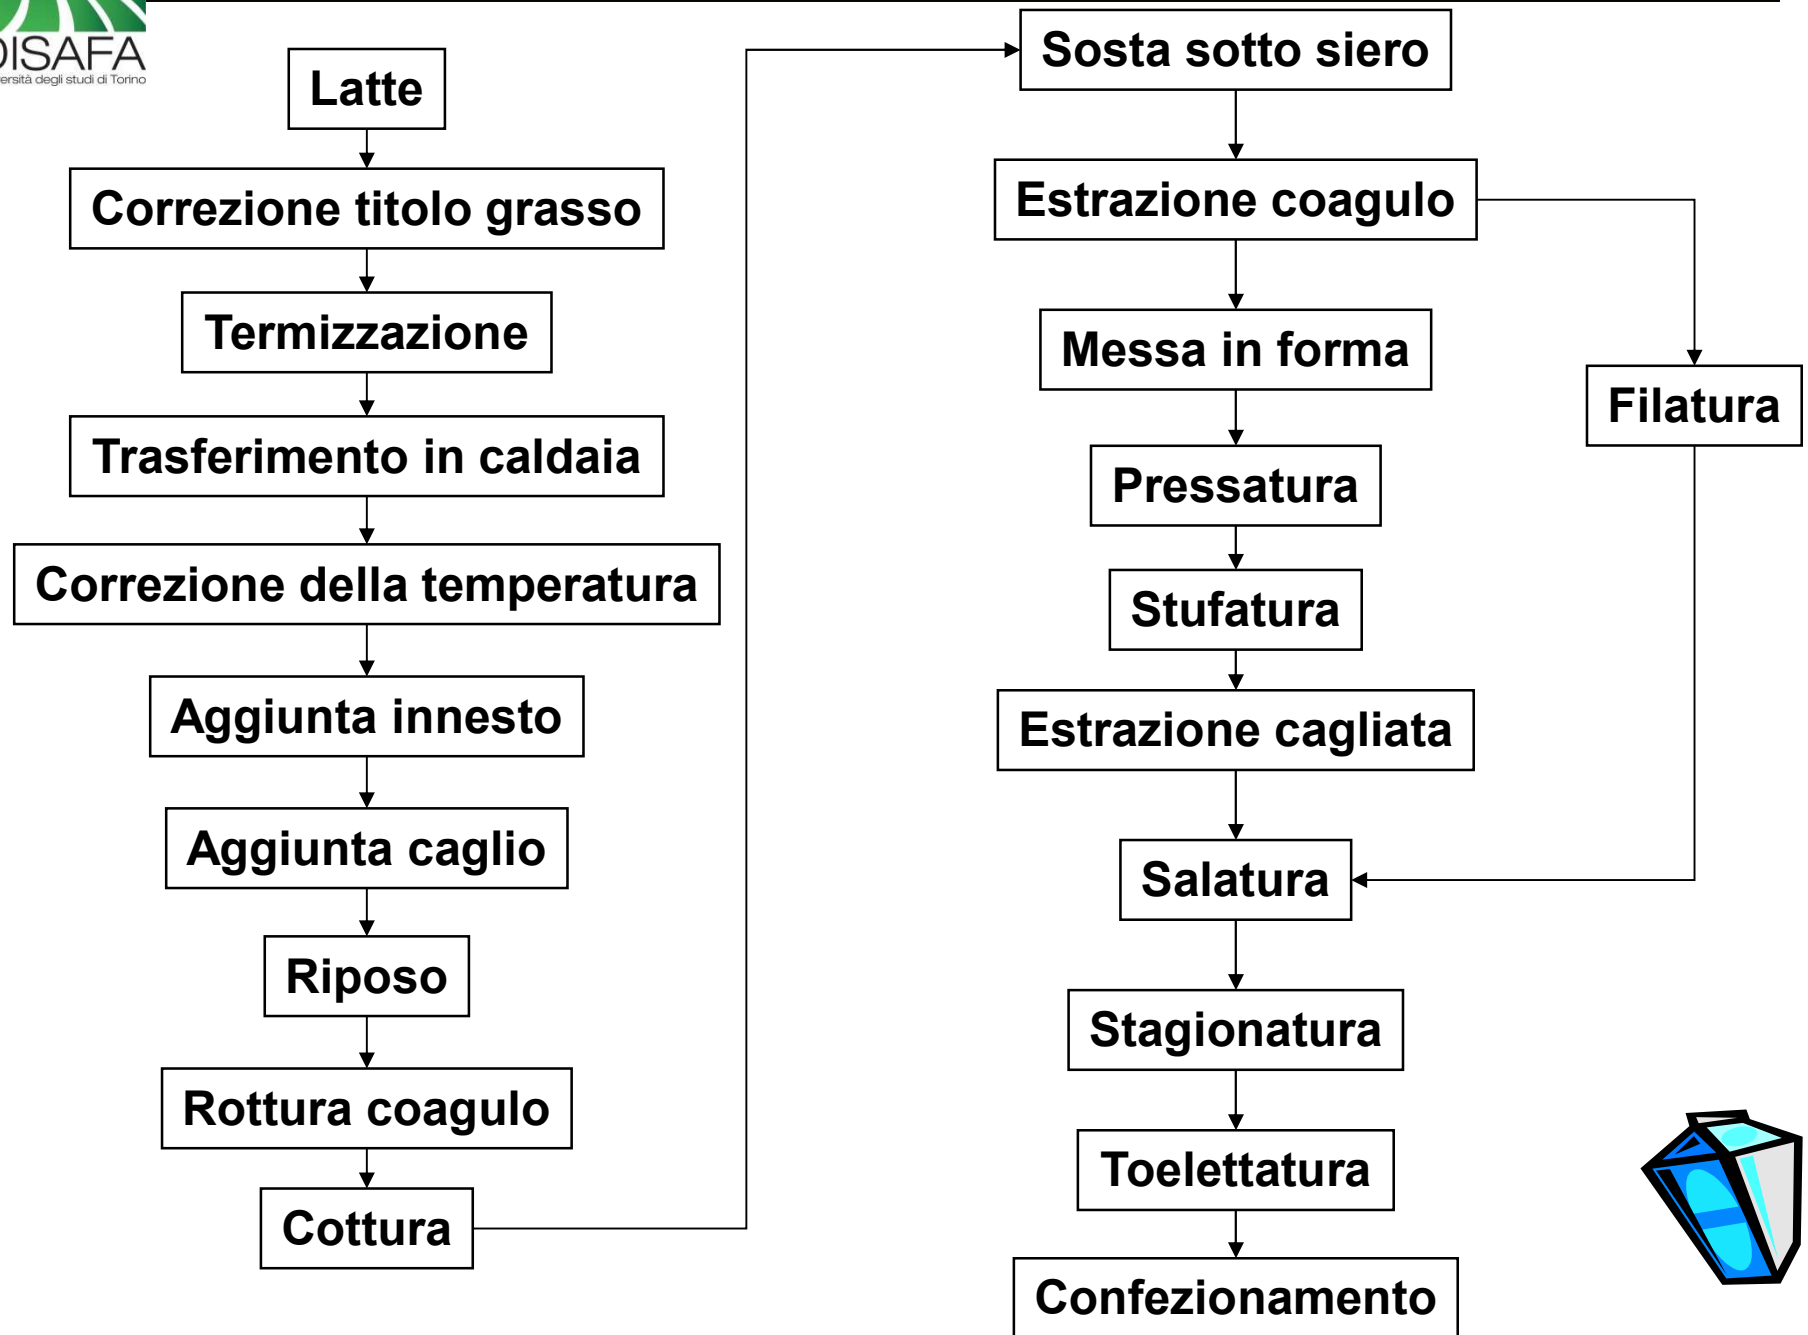 DISAFA
ersità degli studi di Torino
Latte
Correzione titolo grasso
Termizzazione
Trasferimento in caldaia
Correzione della temperatura
Aggiunta innesto
Aggiunta caglio
Riposo
Rottura coagulo
Cottura
Sosta sotto siero
Estrazione coagulo
Messa in forma
Filatura
Pressatura
Stufatura
Estrazione cagliata
Salatura
Stagionatura
Toelettatura
Confezionamento